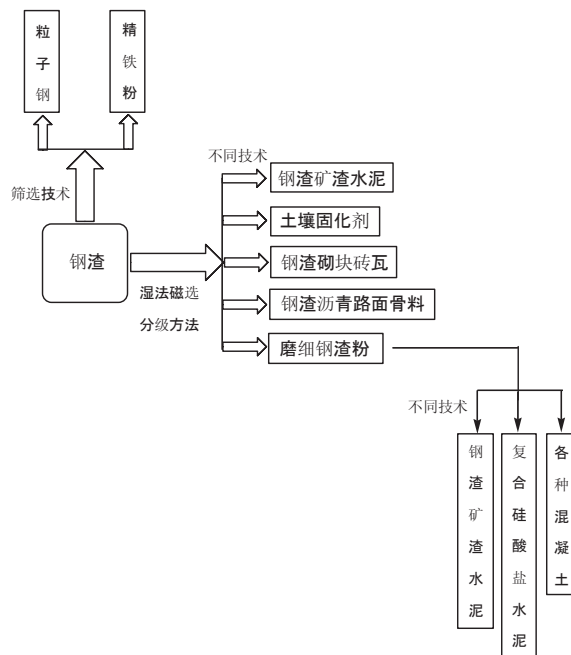 粒子钢
精铁粉
筛选技术
钢渣
湿法磁选
分级方法
不同技术
钢渣矿渣水泥
土壤固化剂
钢渣砌块砖瓦
钢渣沥青路面骨料
磨细钢渣粉
不同技术
钢渣矿渣水泥
复合硅酸盐水泥
各种混凝土